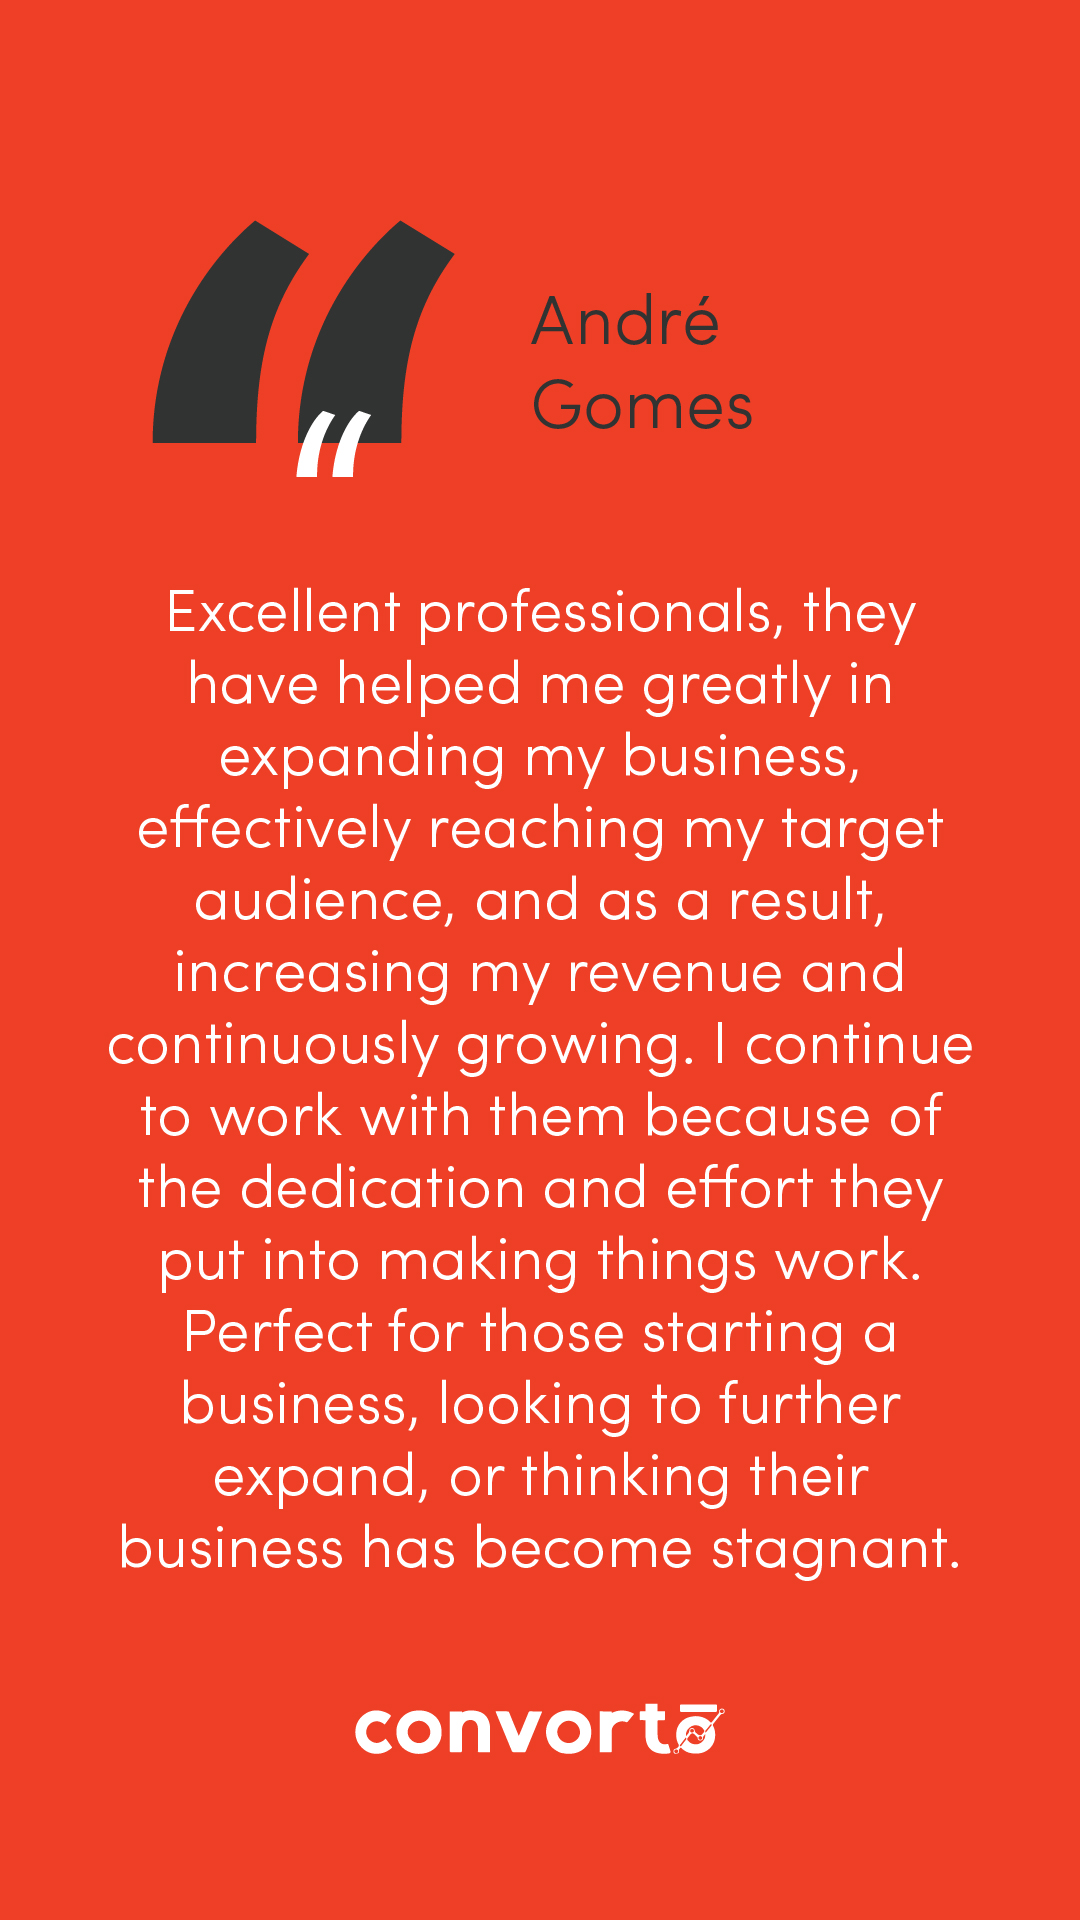 André
Gomes
Excellent professionals, they
have helped me greatly in
expanding my business,
effectively reaching my target
audience, and as a result,
increasing my revenue and
continuously growing. I continue
to work with them because of
the dedication and effort they
put into making things work.
Perfect for those starting a
business, looking to further
expand, or thinking their
business has become stagnant.
convortō